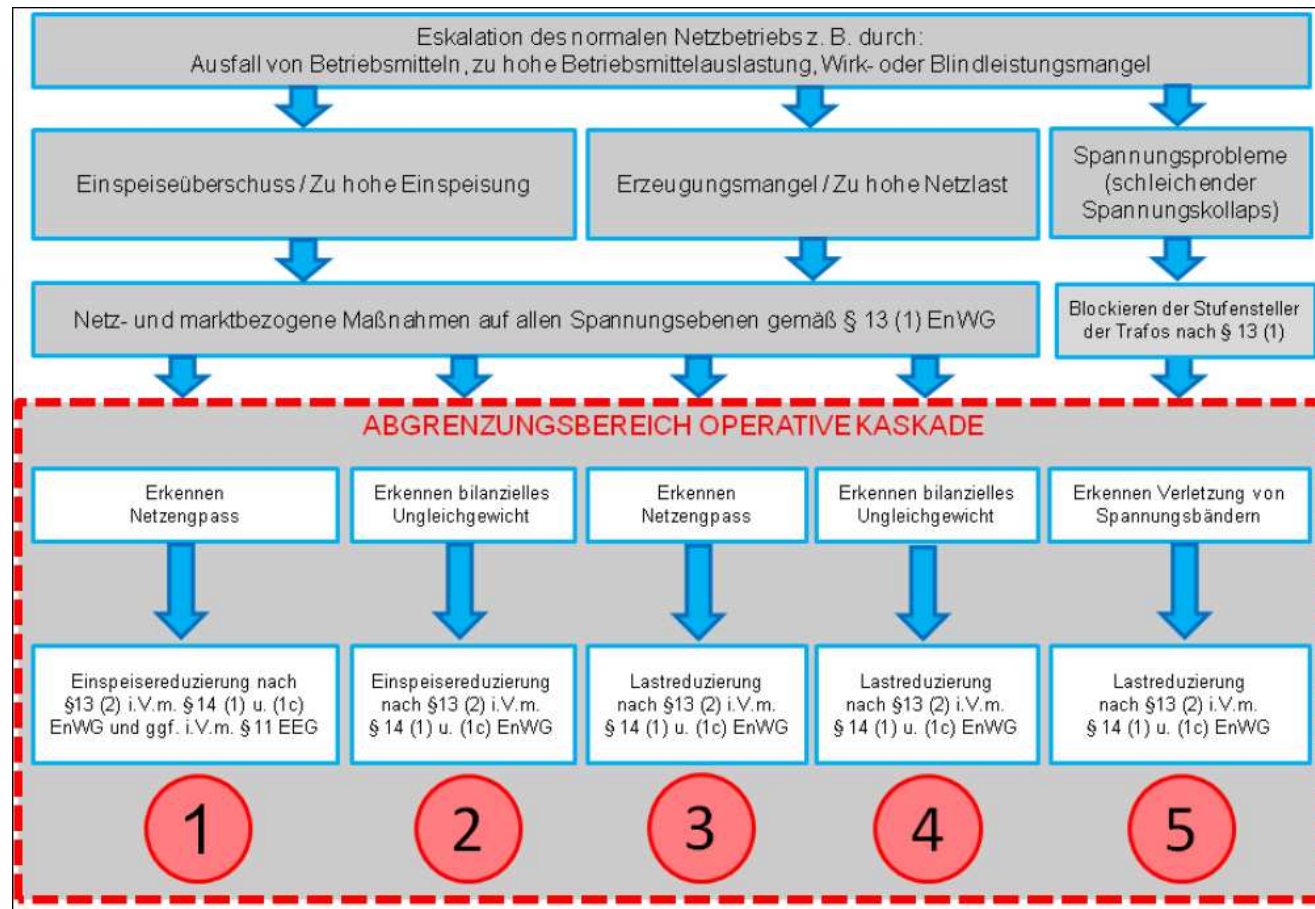 Eskalation des normalen Netzbetriebs z. B. durch:
Ausfall von Betriebsmitteln, zu hohe Betriebsmittelauslastung, Wirk- oder Blindleistungsmangel
Einspeiseüberschuss / Zu hohe Einspeisung
Erzeugungsmangel / Zu hohe Netzlast
Spannungsprobleme
(schleichender
Spannungskollaps)
Netz- und marktbezogene Maßnahmen auf allen Spannungsebenen gemäß § 13 (1) EnWG
Blockieren der Stufensteller
der Trafos nach § 13 (1)
ABGRENZUNGSBEREICH OPERATIVE KASKADE
Erkennen
Netzengpass
Erkennen bilanzielles
Ungleichgewicht
Erkennen
Netzengpass
Erkennen bilanzielles
Ungleichgewicht
Erkennen Verletzung von
Spannungsbändern
Einspeisereduzierung nach
§13 (2) i.V.m. § 14 (1) u. (1c)
EnWG und ggf. i.V.m. § 11 EEG
Einspeisereduzierung
nach §13 (2) i.V.m.
§ 14 (1) u. (1c) EnWG
Lastreduzierung
nach §13 (2) i.V.m.
§ 14 (1) u. (1c) EnWG
Lastreduzierung
nach §13 (2) i.V.m.
§ 14 (1) u. (1c) EnWG
Lastreduzierung
nach §13 (2) i.V.m.
§ 14 (1) u. (1c) EnWG
1
2
3
4
5